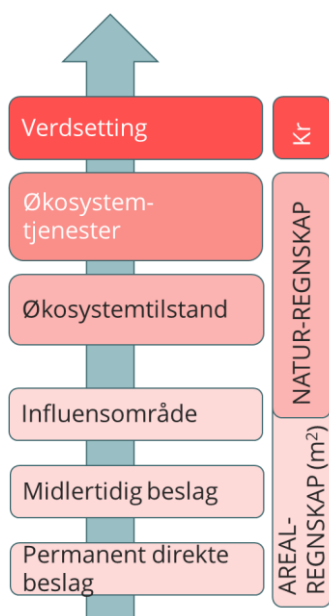 Verdsetting
Kr
Økosystem-
tjenester
Økosystemtilstand
NATUR-REGNSKAP
Influensområde
Midlertidig beslag
Permanent direkte
beslag
AREAL-
REGNSKAP (m²)